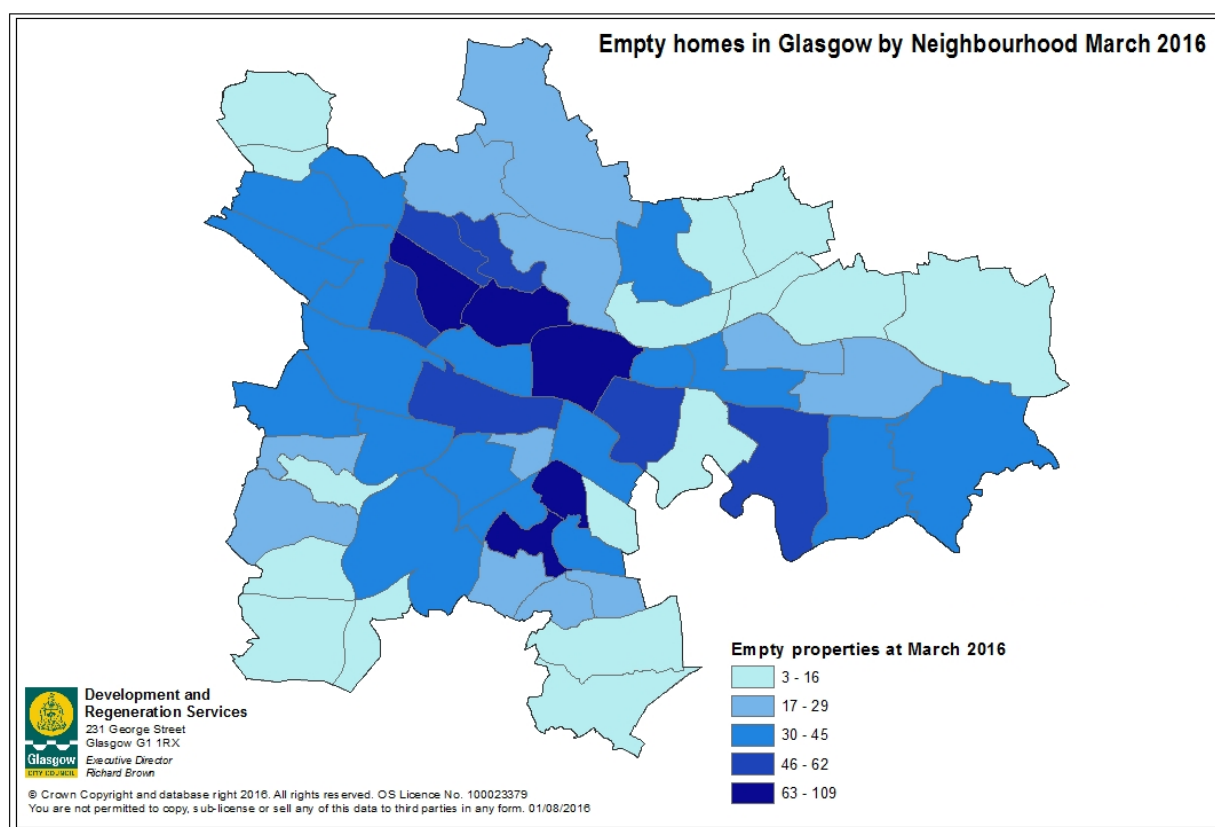 Empty homes in Glasgow by Neighbourhood March 2016
Empty properties at March 2016
3 - 16
17 - 29
30 - 45
46 - 62
63 - 109
Development and
Regeneration Services
231 George Street
Glasgow G1 1RX
Executive Director
Richard Brown
Glasgow
CITY COUNCIL
© Crown Copyright and database right 2016. All rights reserved. OS Licence No. 100023379
You are not permitted to copy, sub-license or sell any of this data to third parties in any form. 01/08/2016